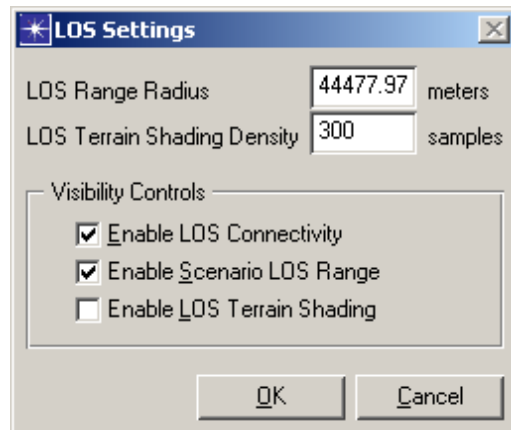 LOS Settings
LOS Range Radius 44477.97 meters
LOS Terrain Shading Density 300 samples
Visibility Controls
Enable LOS Connectivity
Enable Scenario LOS Range
Enable LOS Terrain Shading
OK Cancel